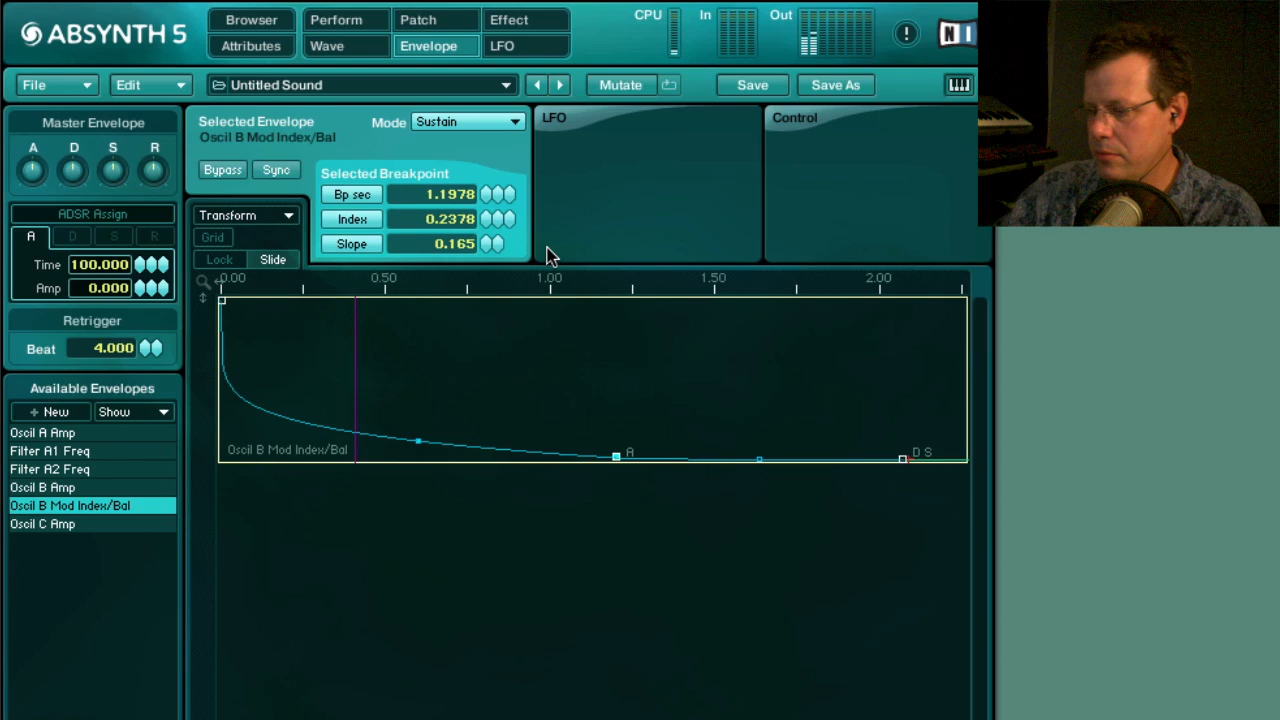 ABSYNTH 5
Browser
Attributes
Perform
Patch
Effect
Wave
Envelope
LFO
CPU
In
Out
!
NI
File
Edit
Untitled Sound
Mutate
Save
Save As
Master Envelope
A D S R
ADSR Assign
A D S R
Time 100.000
Amp 0.000
Retrigger
Beat 4.000
Available Envelopes
+ New
Show
Oscil A Amp
Filter A1 Freq
Filter A2 Freq
Oscil B Amp
Oscil B Mod Index/Bal
Oscil C Amp
Selected Envelope
Oscil B Mod Index/Bal
Mode Sustain
Bypass
Sync
Selected Breakpoint
Bp sec 1.1978
Index 0.2378
Slope 0.165
Transform
Grid
Lock
Slide
LFO
Control
0.00 0.50 1.00 1.50 2.00
Oscil B Mod Index/Bal
A
D S